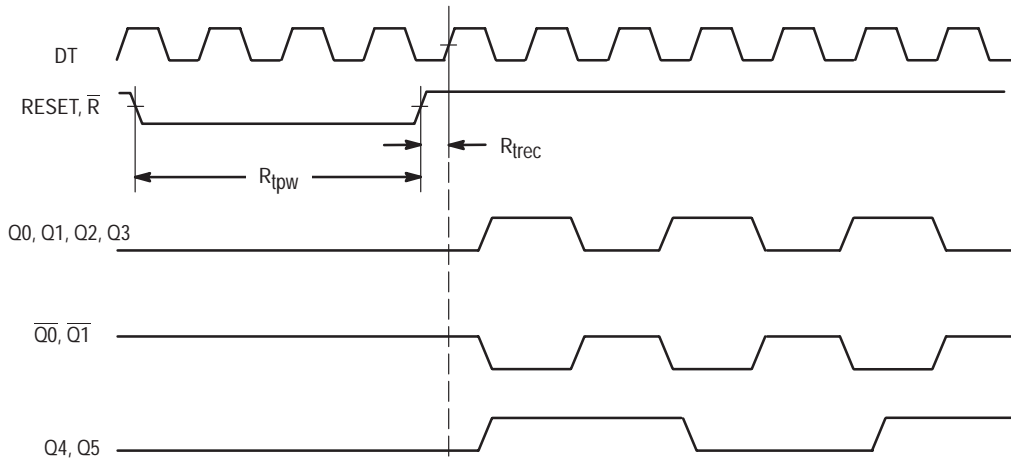 DT
RESET, R̅
Rtrec
Rtpw
Q0, Q1, Q2, Q3
Q̅0̅, Q̅1̅
Q4, Q5